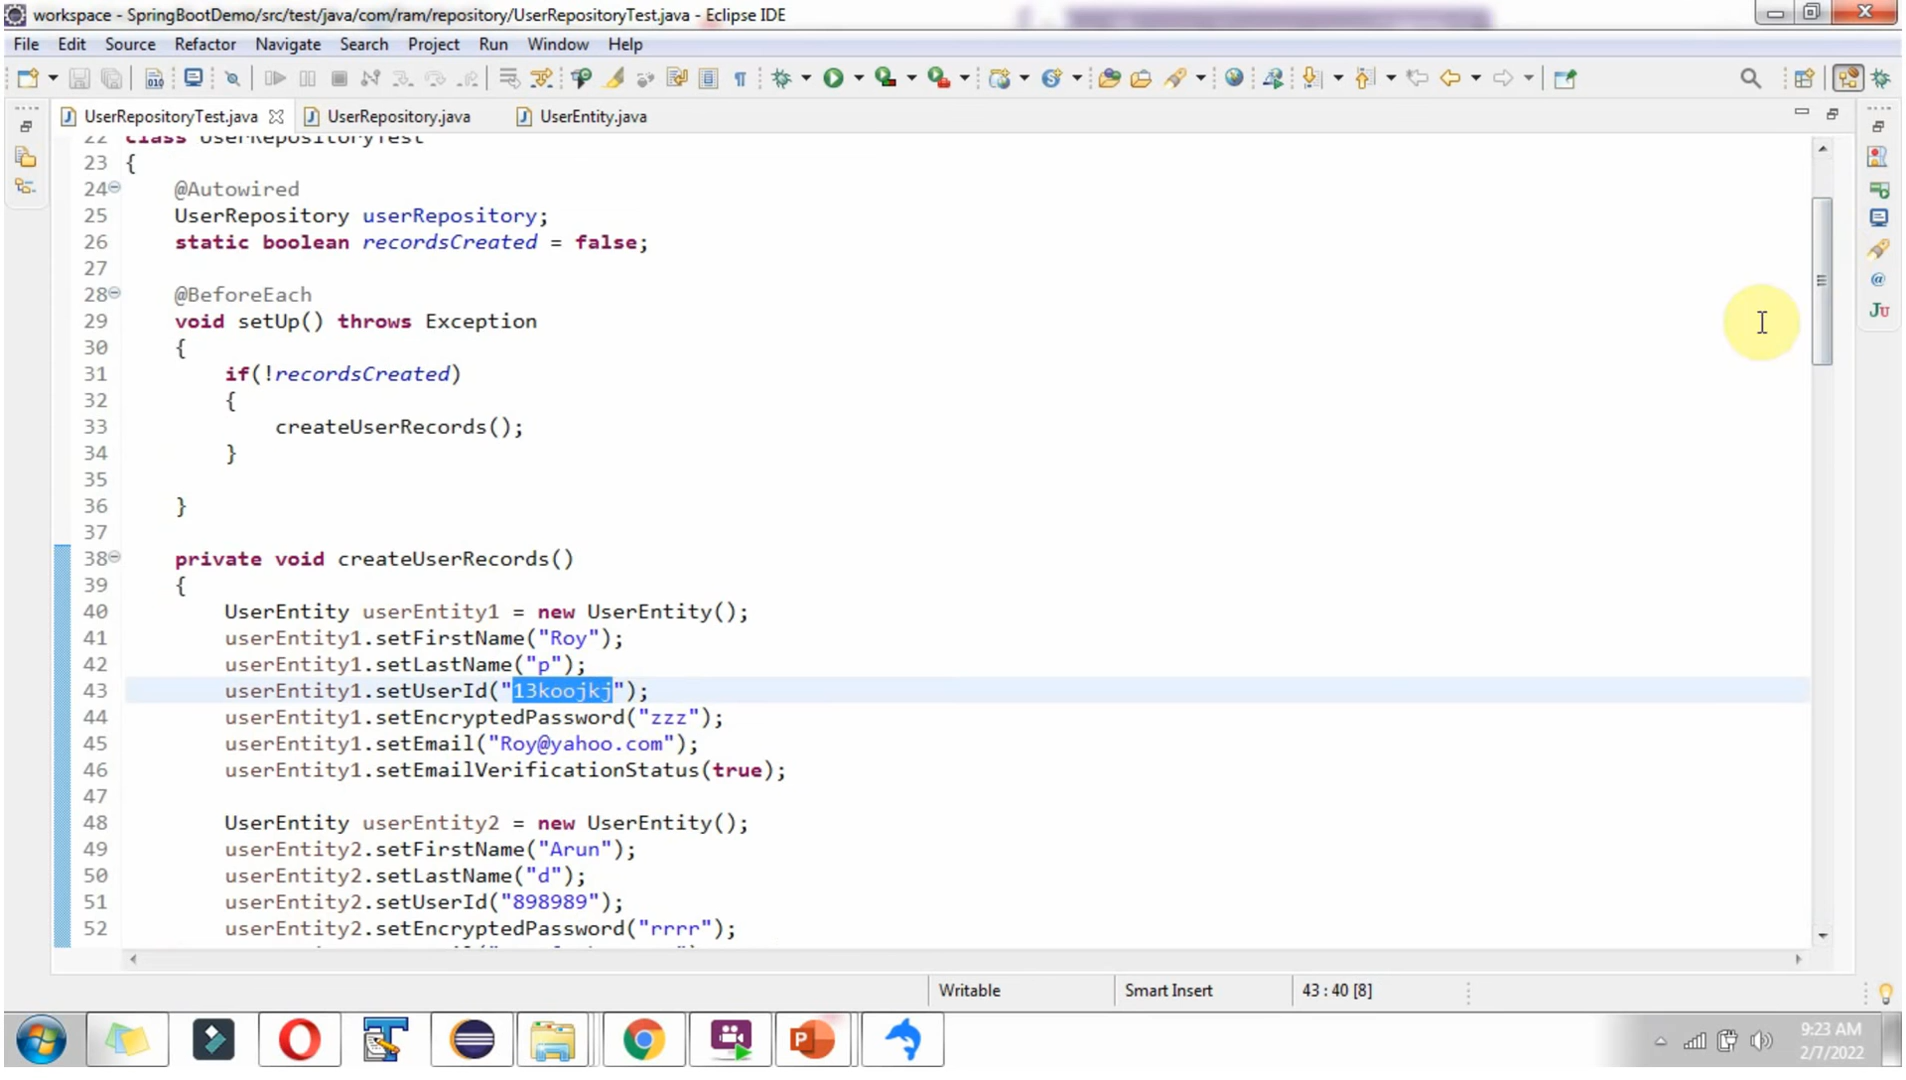 workspace - SpringBootDemo/src/test/java/com/ram/repository/UserRepositoryTest.java - Eclipse IDE
File Edit Source Refactor Navigate Search Project Run Window Help
UserRepositoryTest.java UserRepository.java UserEntity.java
22 class UserRepositoryTest
23 {
24 @Autowired
25 UserRepository userRepository;
26 static boolean recordsCreated = false;
27
28 @BeforeEach
29 void setUp() throws Exception
30 {
31 if(!recordsCreated)
32 {
33 createUserRecords();
34 }
35
36 }
37
38 private void createUserRecords()
39 {
40 UserEntity userEntity1 = new UserEntity();
41 userEntity1.setFirstName("Roy");
42 userEntity1.setLastName("p");
43 userEntity1.setUserId("13koojkj");
44 userEntity1.setEncryptedPassword("zzz");
45 userEntity1.setEmail("Roy@yahoo.com");
46 userEntity1.setEmailVerificationStatus(true);
47
48 UserEntity userEntity2 = new UserEntity();
49 userEntity2.setFirstName("Arun");
50 userEntity2.setLastName("d");
51 userEntity2.setUserId("898989");
52 userEntity2.setEncryptedPassword("rrrr");
Writable Smart Insert 43 : 40 [8]
9:23 AM
2/7/2022